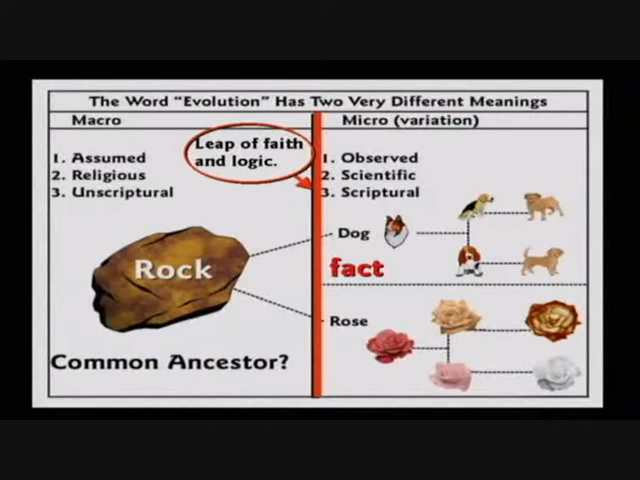 The Word "Evolution" Has Two Very Different Meanings
Macro
Micro (variation)
Leap of faith
and logic.
1. Assumed
2. Religious
3. Unscriptural
1. Observed
2. Scientific
3. Scriptural
Rock
Dog
fact
Rose
Common Ancestor?